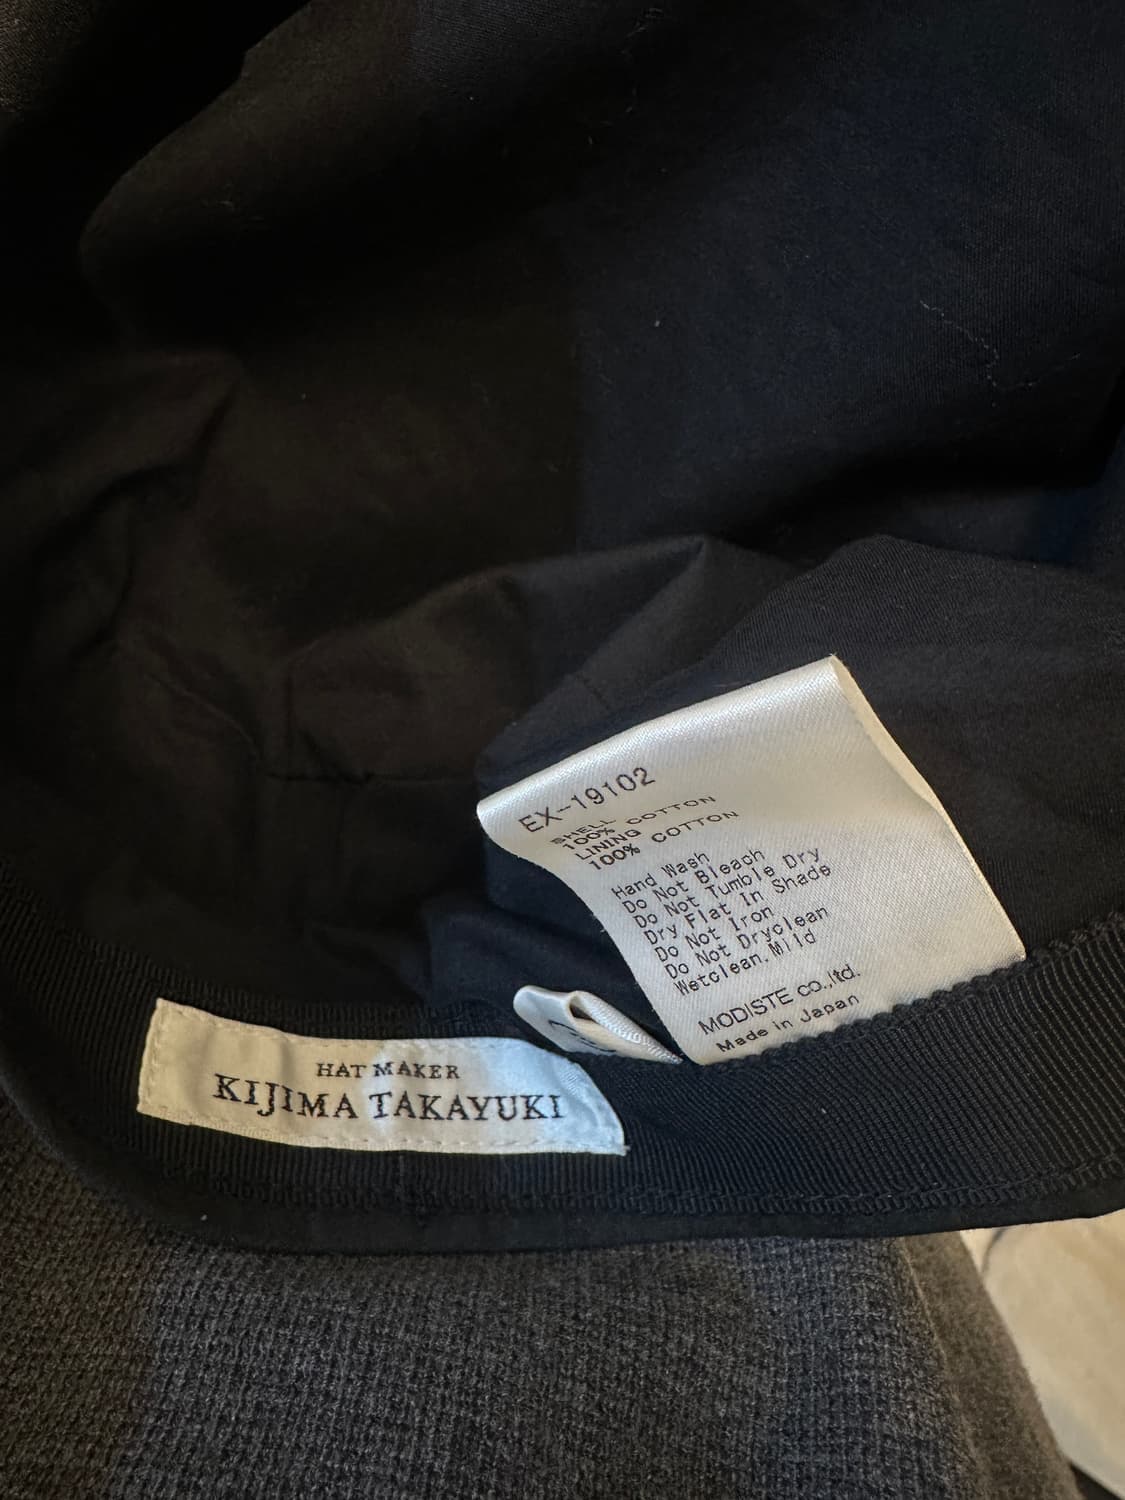 EX-19102
SHELL
100% COTTON
LINING
100% COTTON
Hand Wash
Do Not Bleach
Do Not Tumble Dry
Dry Flat In Shade
Do Not Iron
Do Not Dryclean
Wetclean.Mild
MODISTE co.,ltd.
Made in Japan
HAT MAKER
KIJIMA TAKAYUKI